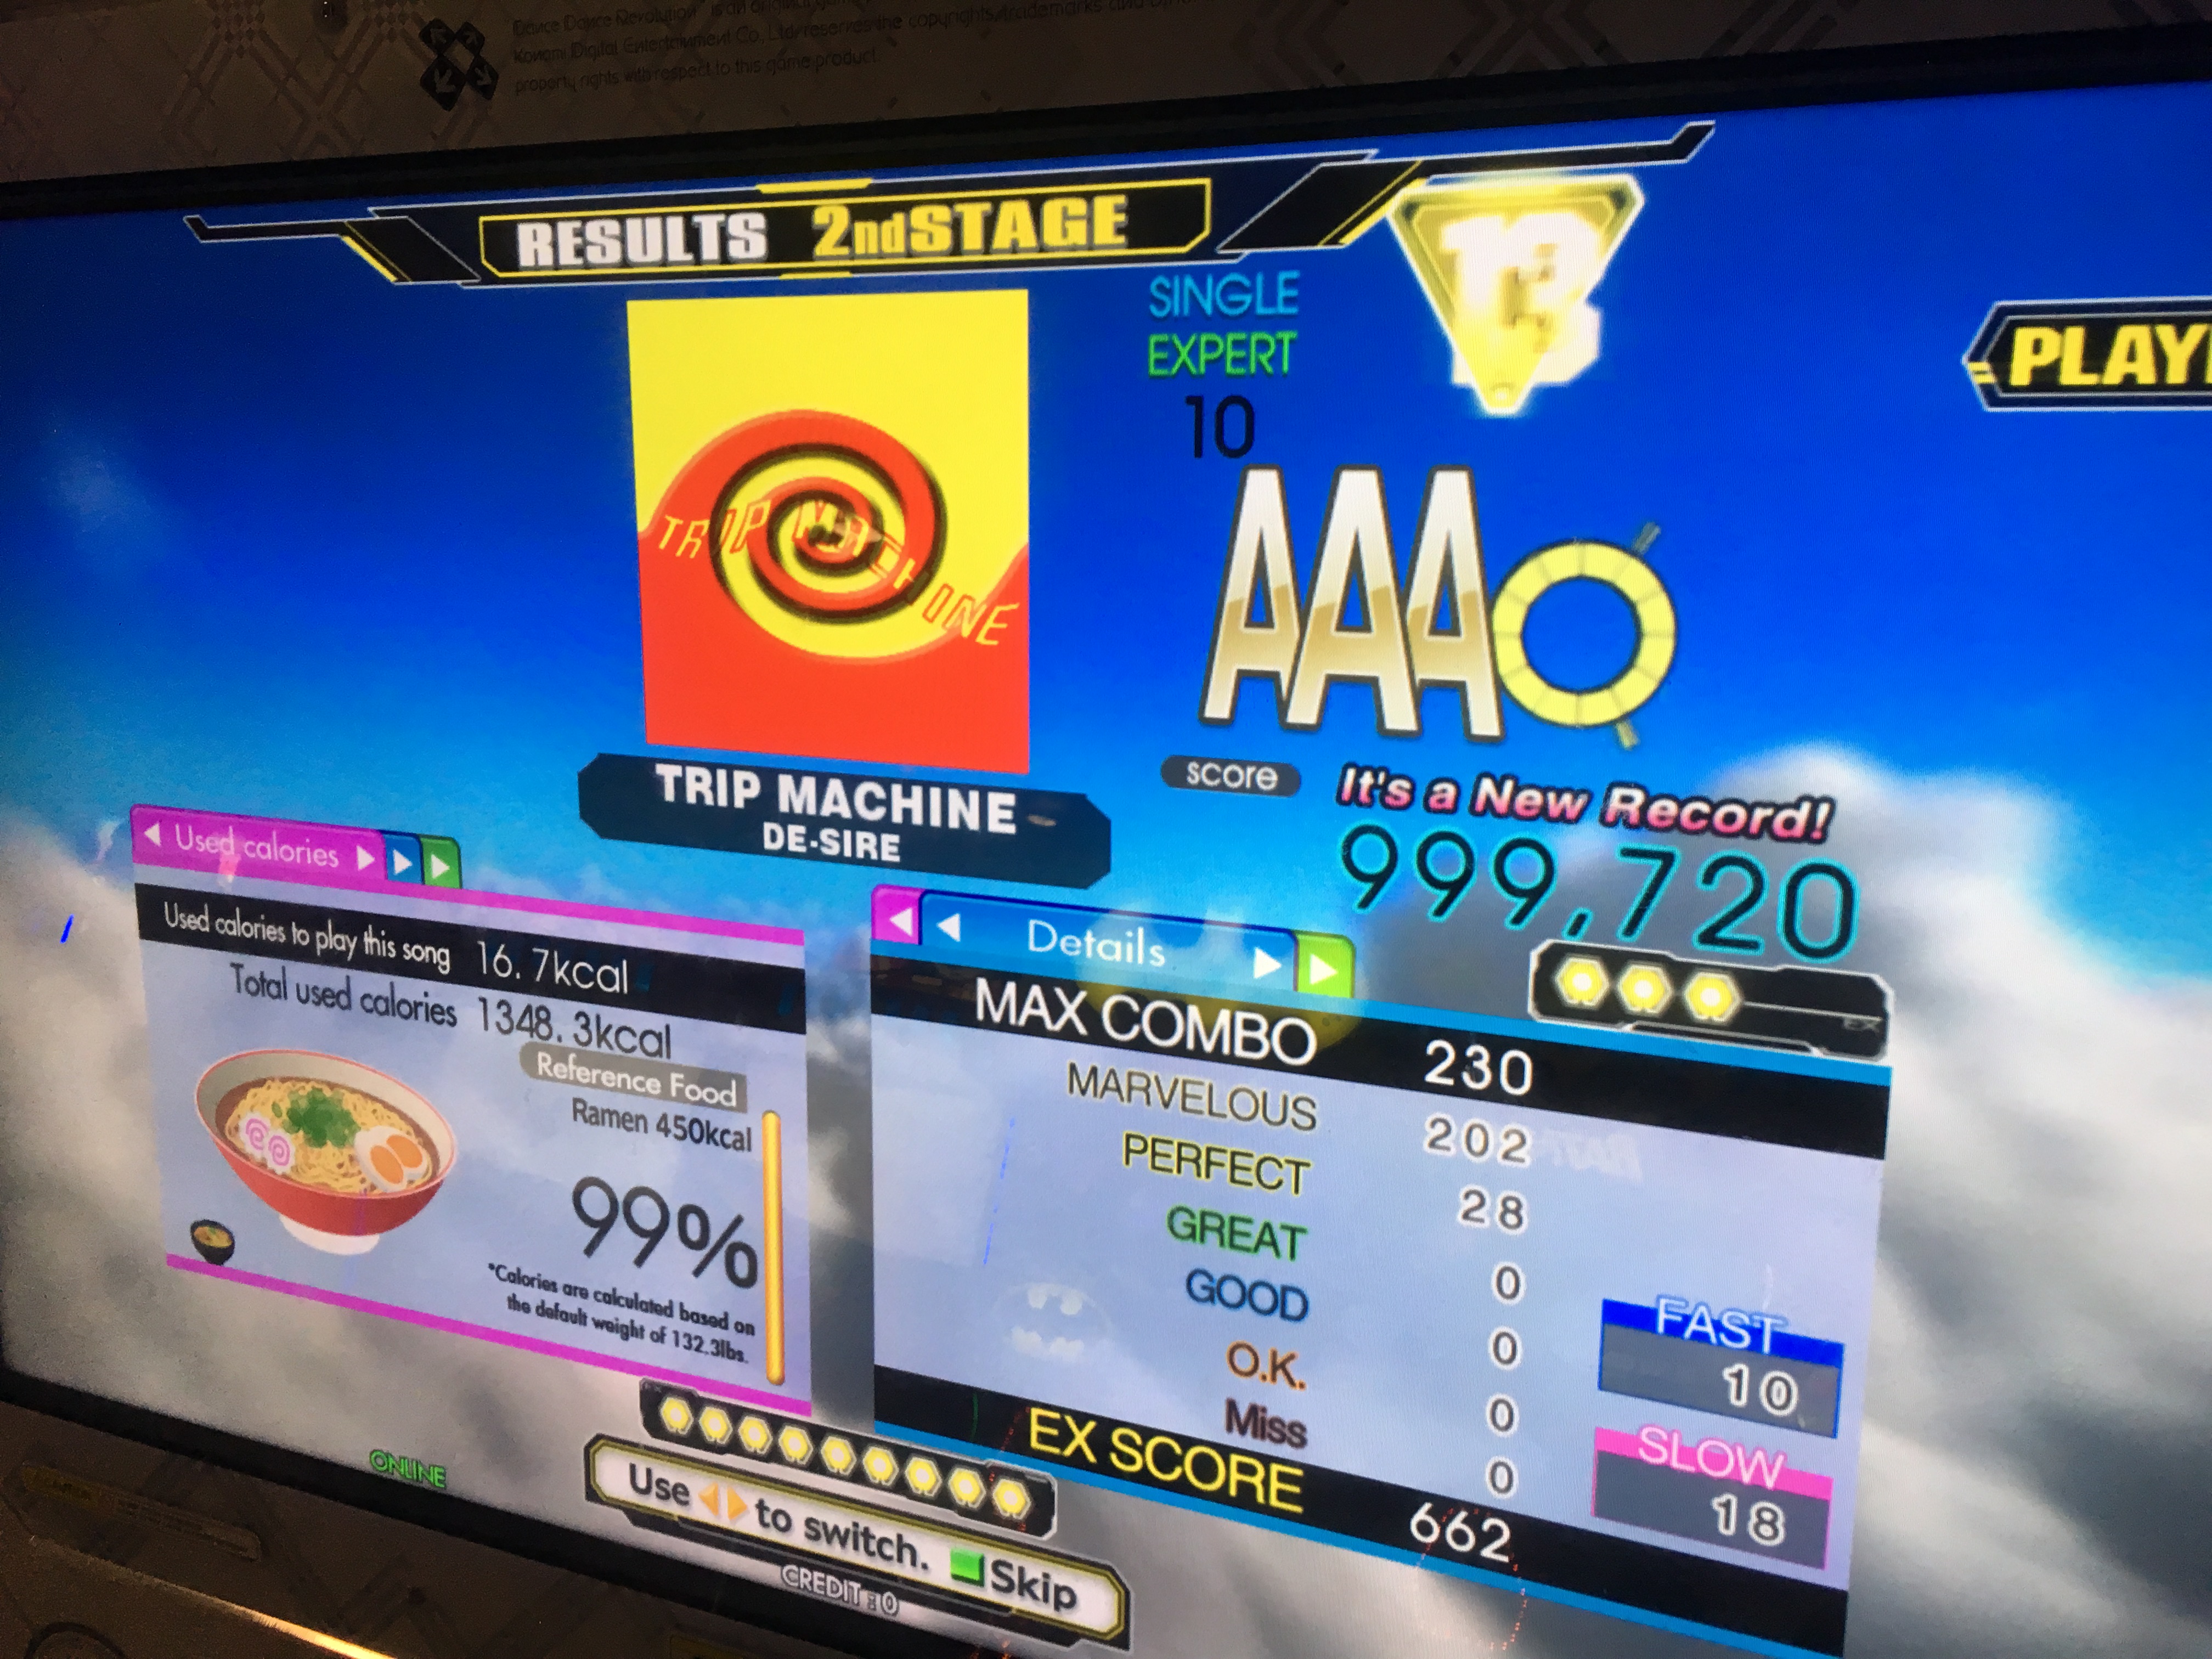 Dance Dance Revolution™ is an original
Konami Digital Entertainment Co., Ltd. reserves the copyrights, trademarks and
property rights with respect to this game product.
RESULTS 2ndSTAGE
SINGLE
EXPERT
10
PLAY
TRIP MACHINE
AAA
TRIP MACHINE
DE-SIRE
score
It's a New Record!
999,720
Used calories
Used calories to play this song 16.7kcal
Total used calories 1348.3kcal
Reference Food
Ramen 450kcal
99%
*Calories are calculated based on
the default weight of 132.3lbs.
Details
EX
MAX COMBO 230
MARVELOUS 202
PERFECT 28
GREAT 0
GOOD 0
O.K. 0
Miss 0
EX SCORE 662
FAST
10
SLOW
18
ONLINE
Use to switch. Skip
CREDIT:0